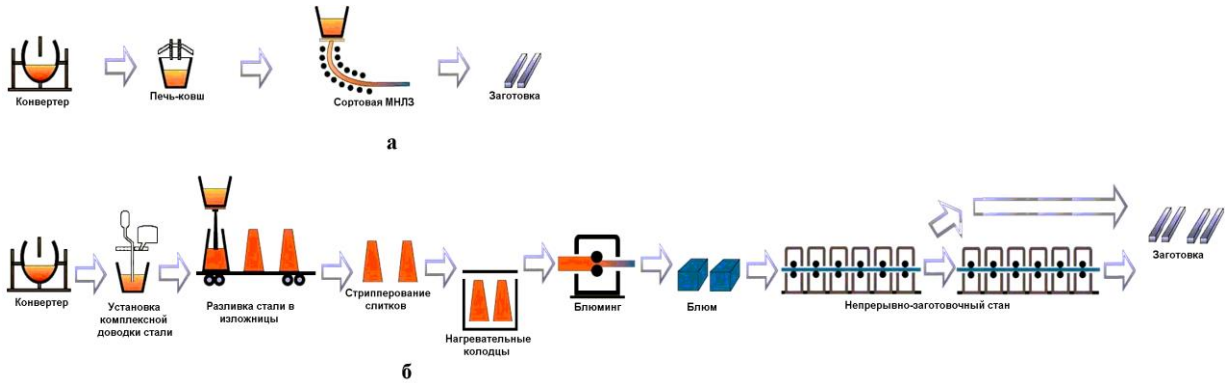 Конвертер
Печь-ковш
Сортовая МНЛЗ
Заготовка
а
Конвертер
Установка
комплексной
доводки стали
Разливка стали в
изложницы
Стрипперование
слитков
Нагревательные
колодцы
Блюминг
Блюм
Непрерывно-заготовочный стан
Заготовка
б